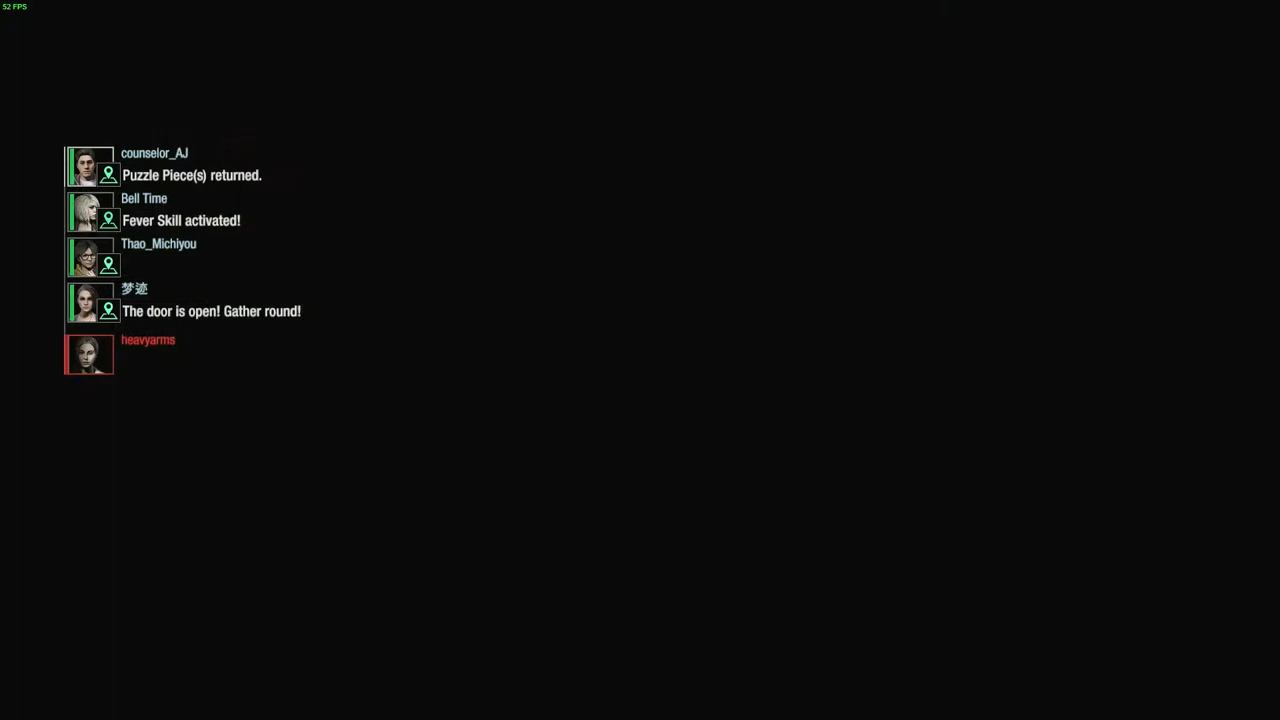 52 FPS
counselor_AJ
Puzzle Piece(s) returned.
Bell Time
Fever Skill activated!
Thao_Michiyou
梦迹
The door is open! Gather round!
heavyarms